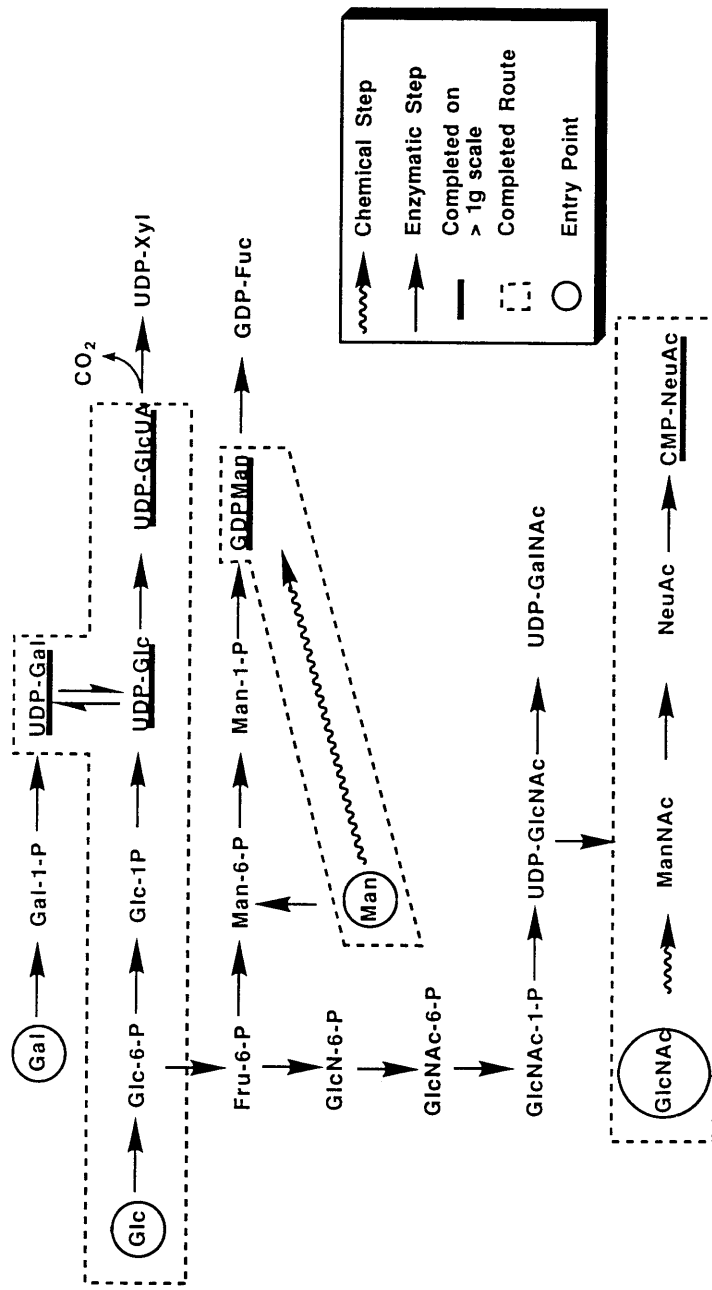 Gal
Gal-1-P
UDP-Gal
CO2
Glc
Glc-6-P
Glc-1P
UDP-Glc
UDP-GlcUA
UDP-Xyl
Fru-6-P
Man-6-P
Man-1-P
GDPMan
GDP-Fuc
GlcN-6-P
Man
GlcNAc-6-P
GlcNAc-1-P
UDP-GlcNAc
UDP-GalNAc
GlcNAc
ManNAc
NeuAc
CMP-NeuAc
Chemical Step
Enzymatic Step
Completed on
> 1g scale
Completed Route
Entry Point